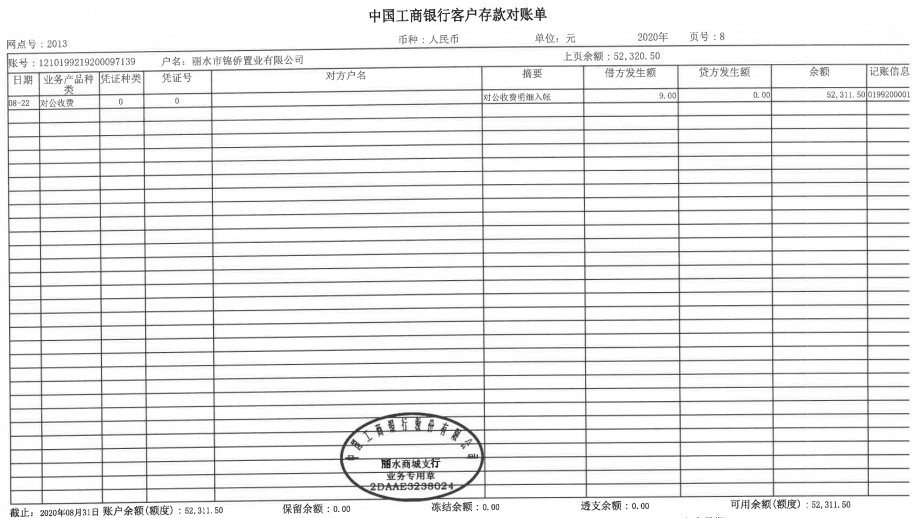 中国工商银行客户存款对账单
网点号：2013 币种：人民币 单位：元 2020年 页号：8
账号：1210199219200097139 户名：丽水市锦侨置业有限公司 上页余额：52,320.50
日期 业务产品种类 凭证种类 凭证号 对方户名 摘要 借方发生额 贷方发生额 余额 记账信息
08-22 对公收费 0 0 对公收费明细入帐 9.00 0.00 52,311.50 0199200001
中国工商银行股份有限公司
丽水商城支行
业务专用章
2DAAE3238024
截止：2020年08月31日 账户余额(额度)：52,311.50 保留余额：0.00 冻结余额：0.00 透支余额：0.00 可用余额(额度)：52,311.50